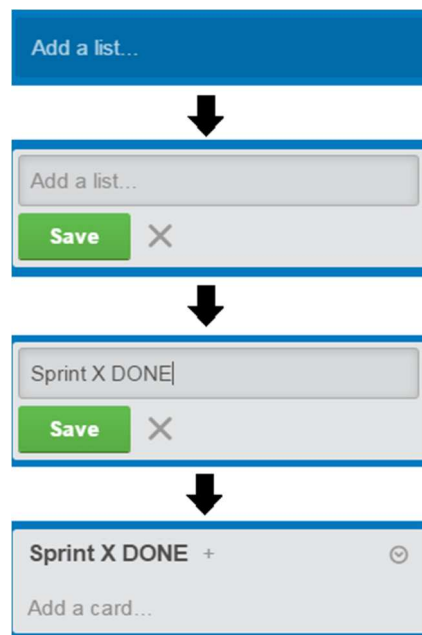 Add a list...
Add a list...
Save
Sprint X DONE
Save
Sprint X DONE +
Add a card...